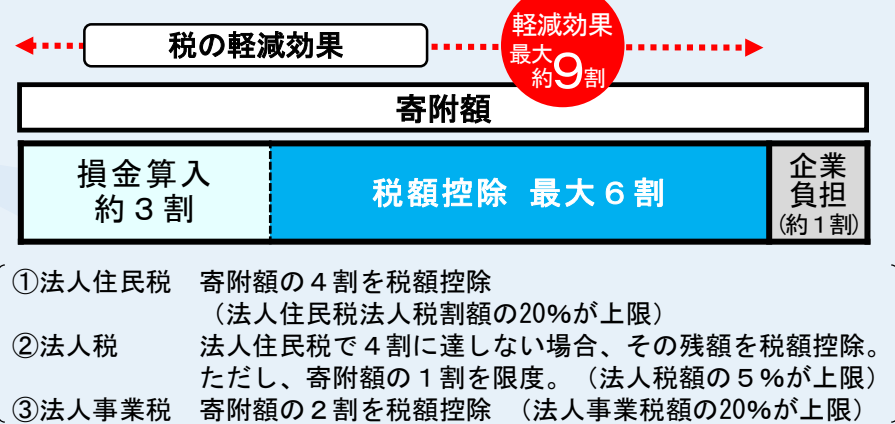 税の軽減効果
軽減効果
最大
約9割
寄附額
損金算入
約３割
税額控除 最大６割
企業
負担
(約１割)
①法人住民税　寄附額の４割を税額控除
（法人住民税法人税割額の20%が上限）
②法人税　法人住民税で４割に達しない場合、その残額を税額控除。
ただし、寄附額の１割を限度。（法人税額の５%が上限）
③法人事業税　寄附額の２割を税額控除　（法人事業税額の20%が上限）